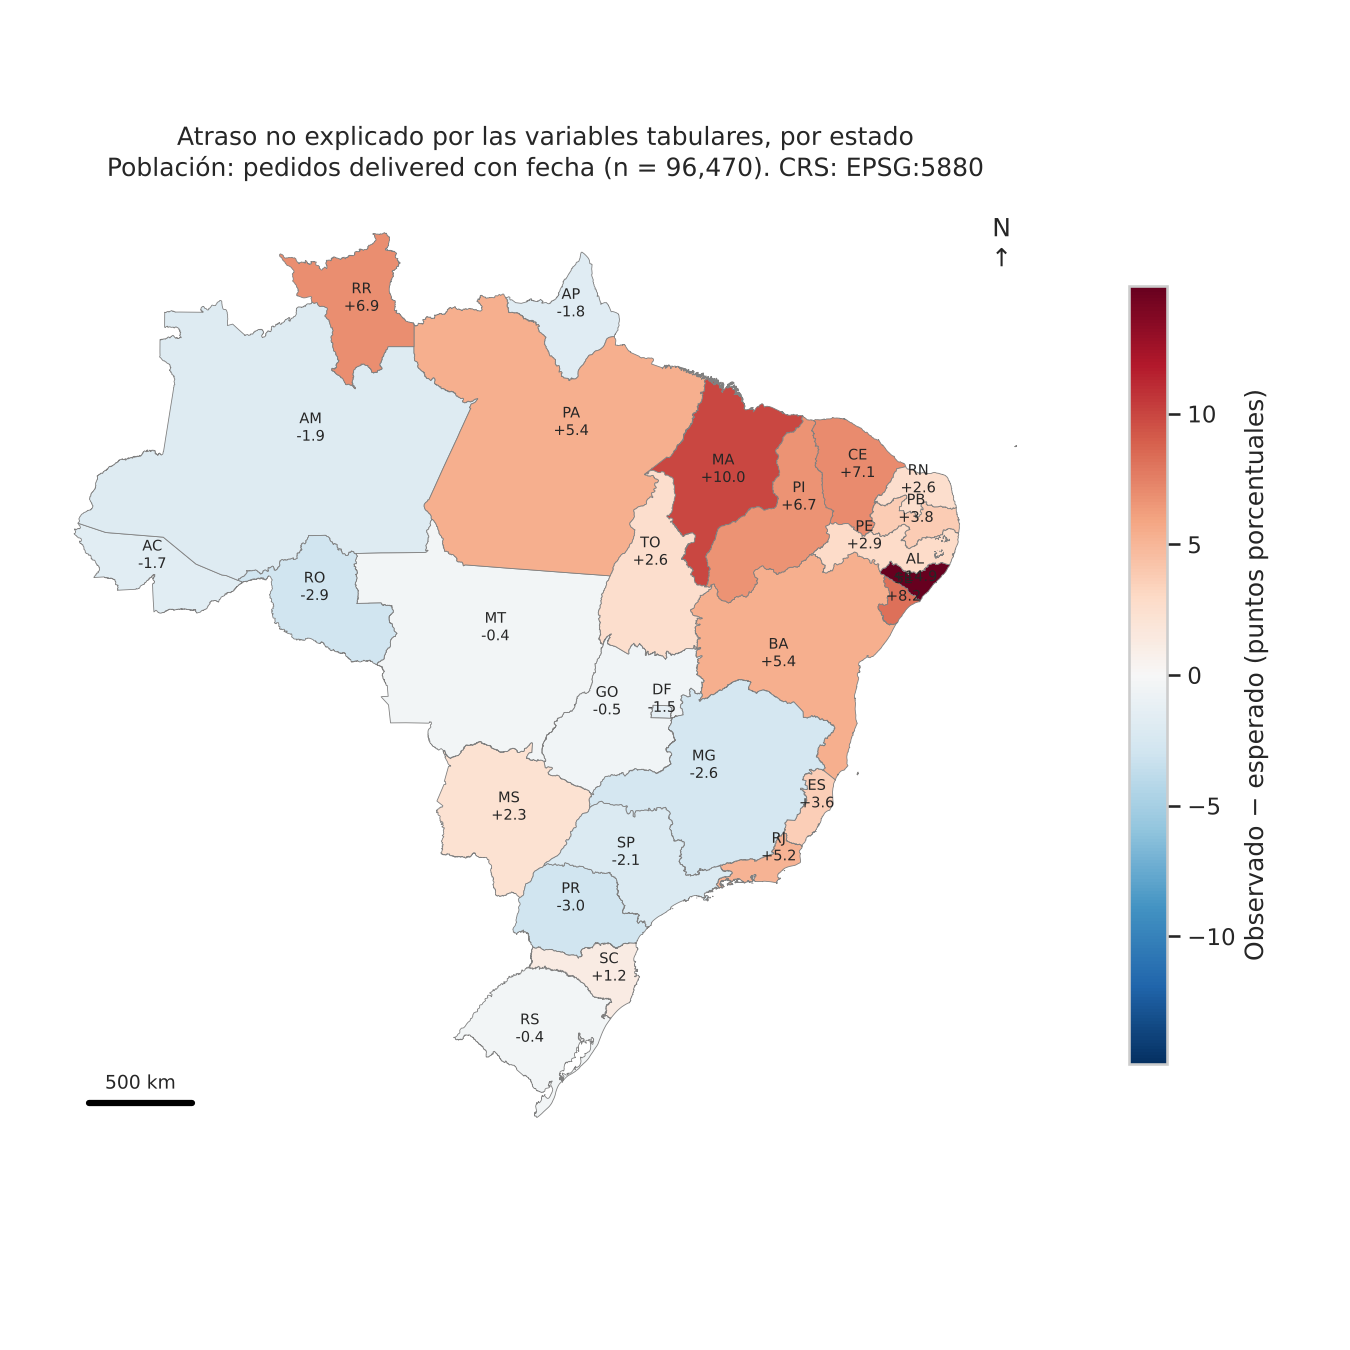 Atraso no explicado por las variables tabulares, por estado
Población: pedidos delivered con fecha (n = 96,470). CRS: EPSG:5880
N
↑
RR
+6.9
AP
-1.8
AM
-1.9
PA
+5.4
MA
+10.0
PI
+6.7
CE
+7.1
RN
+2.6
PB
+3.8
PE
+2.9
AL
+8.2
AC
-1.7
RO
-2.9
TO
+2.6
MT
-0.4
BA
+5.4
GO
-0.5
DF
-1.5
MG
-2.6
ES
+3.6
MS
+2.3
SP
-2.1
RJ
+5.2
PR
-3.0
SC
+1.2
RS
-0.4
500 km
10
5
0
−5
−10
Observado − esperado (puntos porcentuales)